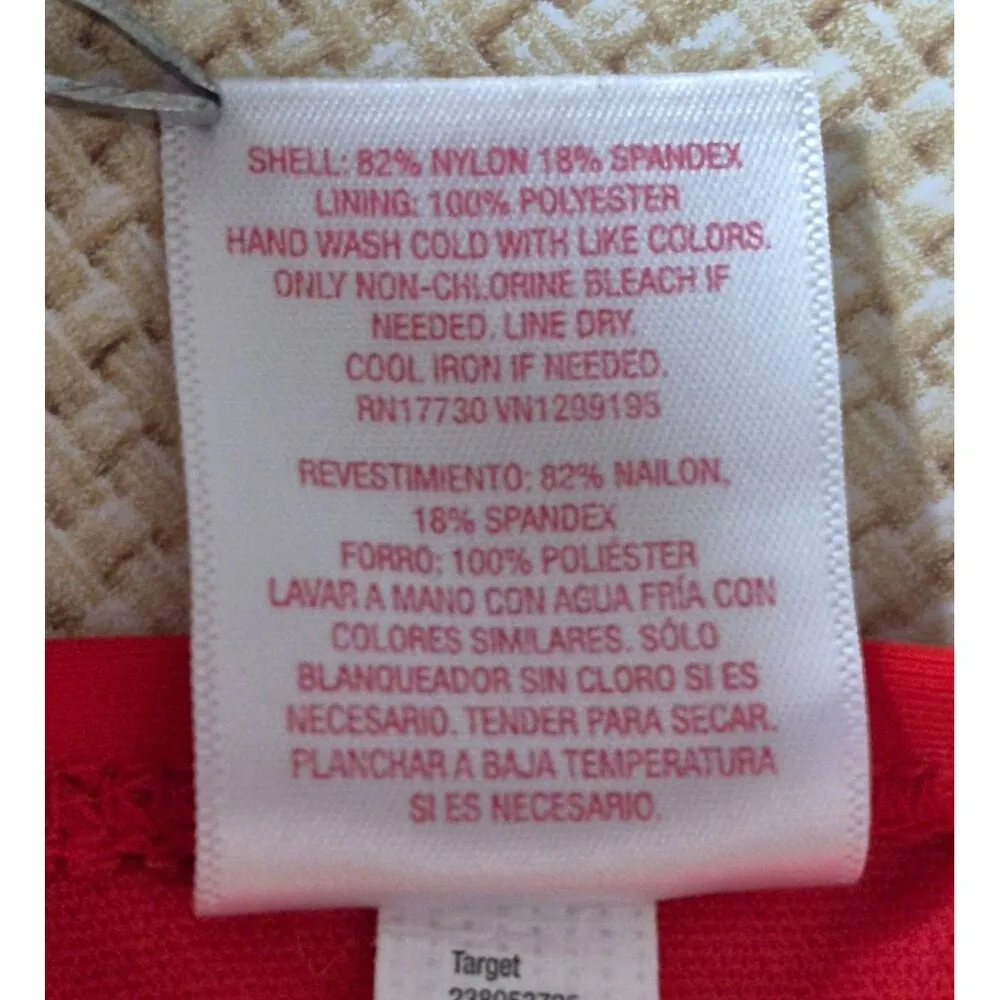 SHELL: 82% NYLON 18% SPANDEX
LINING: 100% POLYESTER
HAND WASH COLD WITH LIKE COLORS.
ONLY NON-CHLORINE BLEACH IF
NEEDED. LINE DRY.
COOL IRON IF NEEDED.
RN17730 VN1299195
REVESTIMIENTO: 82% NAILON,
18% SPANDEX
FORRO: 100% POLIÉSTER
LAVAR A MANO CON AGUA FRÍA CON
COLORES SIMILARES. SÓLO
BLANQUEADOR SIN CLORO SI ES
NECESARIO. TENDER PARA SECAR.
PLANCHAR A BAJA TEMPERATURA
SI ES NECESARIO.
Target